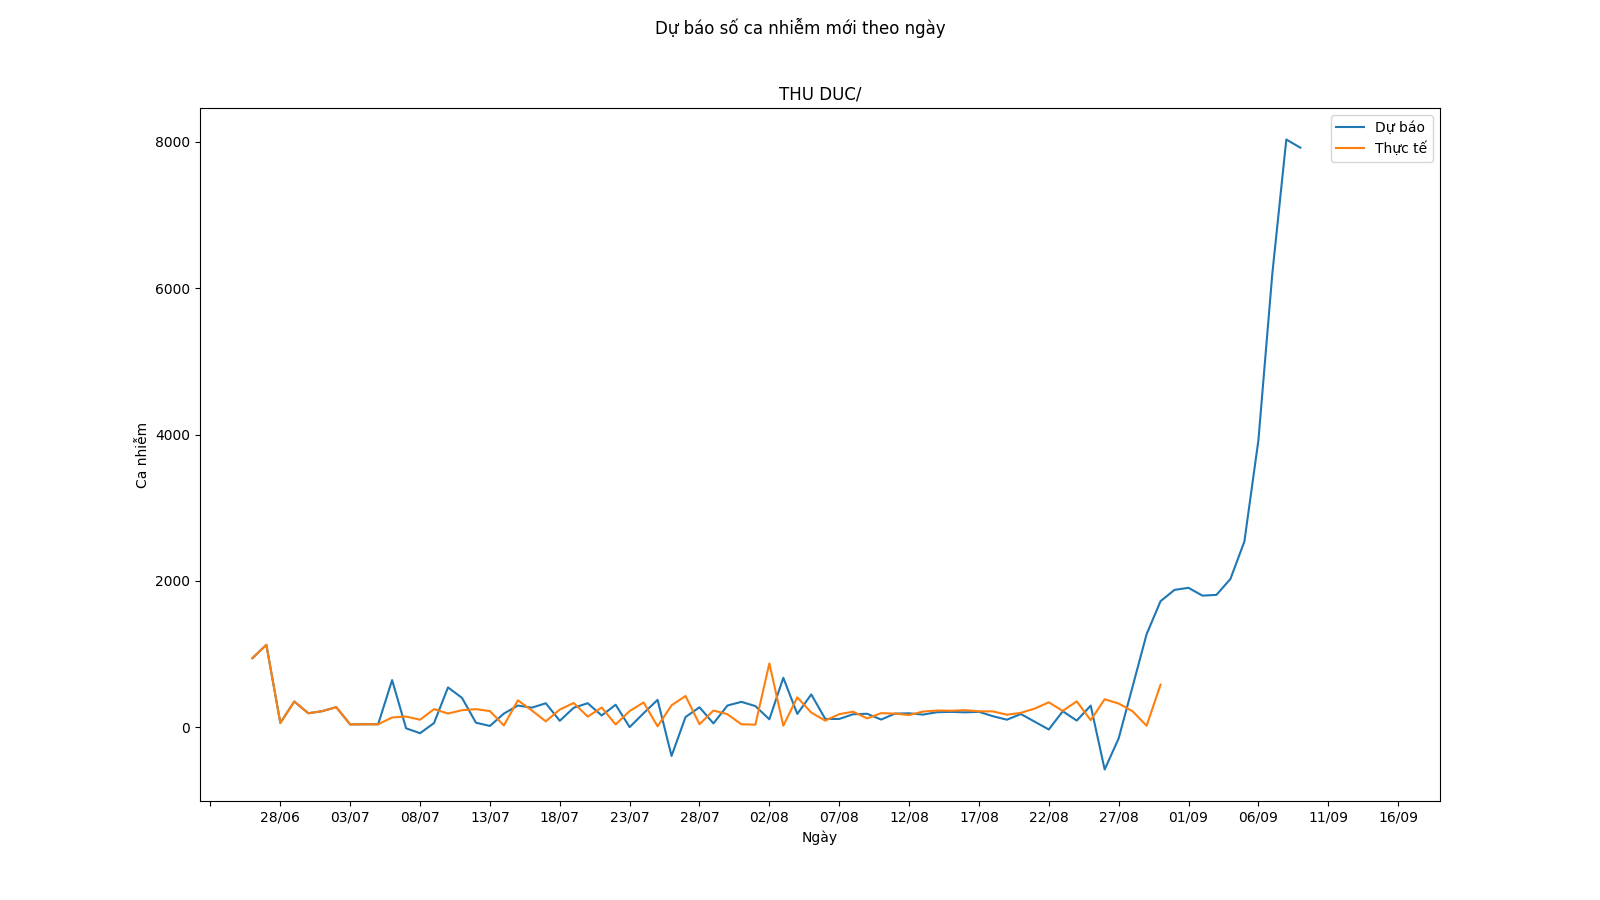 Dự báo số ca nhiễm mới theo ngày
THU DUC/
Dự báo
Thực tế
8000
6000
4000
2000
0
Ca nhiễm
28/06 03/07 08/07 13/07 18/07 23/07 28/07 02/08 07/08 12/08 17/08 22/08 27/08 01/09 06/09 11/09 16/09
Ngày